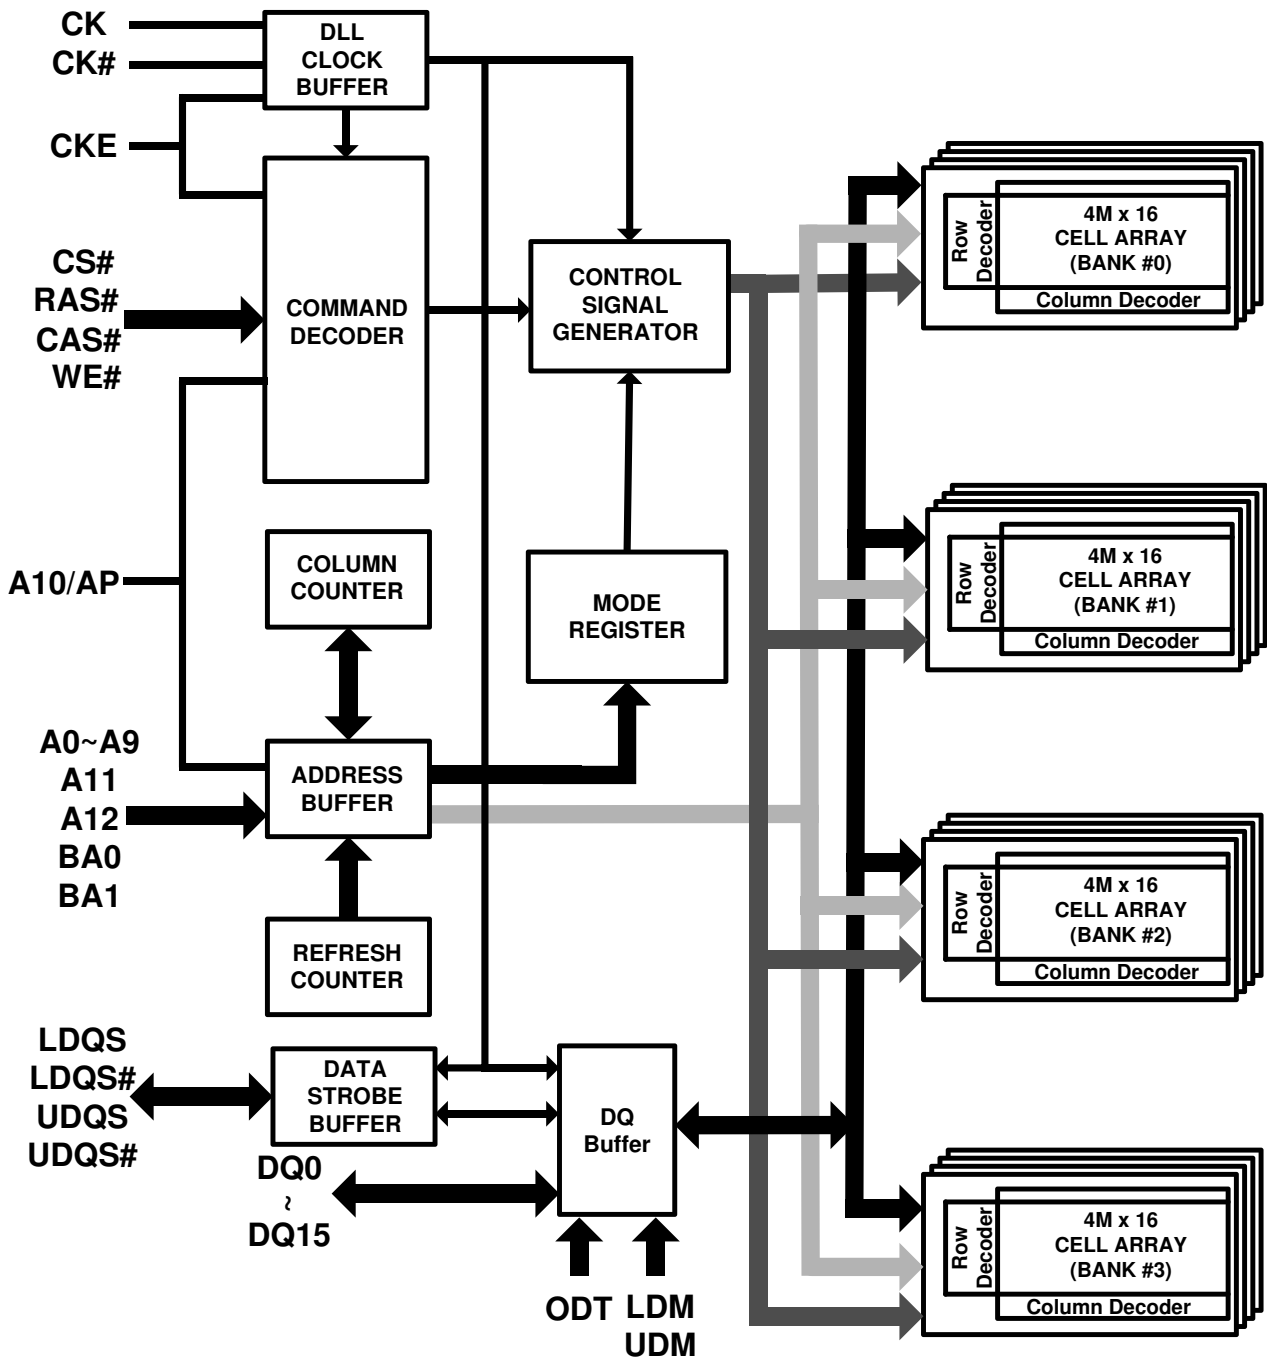 CK
CK#
CKE
CS#
RAS#
CAS#
WE#
A10/AP
A0~A9
A11
A12
BA0
BA1
LDQS
LDQS#
UDQS
UDQS#
DQ0
~
DQ15
DLL
CLOCK
BUFFER
COMMAND
DECODER
COLUMN
COUNTER
ADDRESS
BUFFER
REFRESH
COUNTER
DATA
STROBE
BUFFER
CONTROL
SIGNAL
GENERATOR
MODE
REGISTER
DQ
Buffer
ODT
LDM
UDM
Row
Decoder
4M x 16
CELL ARRAY
(BANK #0)
Column Decoder
Row
Decoder
4M x 16
CELL ARRAY
(BANK #1)
Column Decoder
Row
Decoder
4M x 16
CELL ARRAY
(BANK #2)
Column Decoder
Row
Decoder
4M x 16
CELL ARRAY
(BANK #3)
Column Decoder